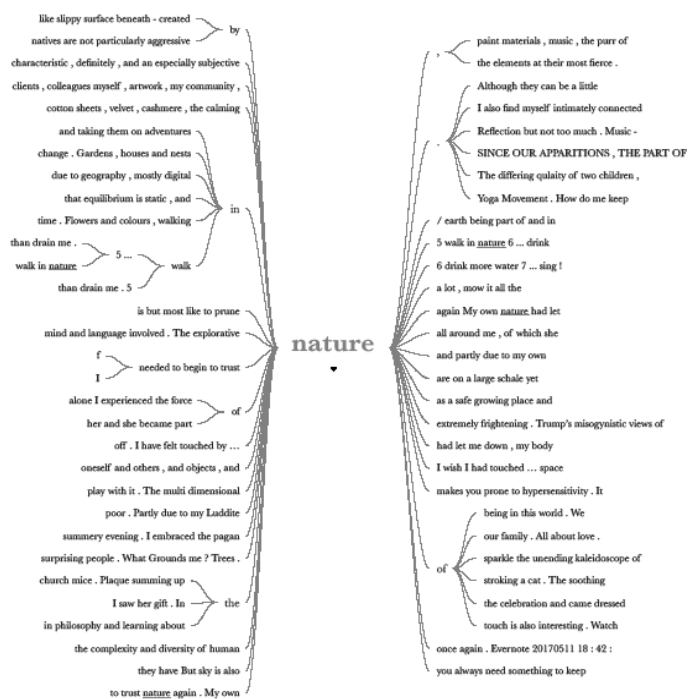 like slippy surface beneath - created
natives are not particularly aggressive
by
characteristic , definitely , and an especially subjective
clients , colleagues myself , artwork , my community ,
cotton sheets , velvet , cashmere , the calming
and taking them on adventures
change . Gardens , houses and nests
due to geography , mostly digital
that equilibrium is static , and
time . Flowers and colours , walking
in
than drain me .
walk in nature
5 ...
than drain me . 5
walk
is but most like to prune
mind and language involved . The explorative
f
I
needed to begin to trust
alone I experienced the force
her and she became part
of
off . I have felt touched by ...
oneself and others , and objects , and
play with it . The multi dimensional
poor . Partly due to my Luddite
summery evening . I embraced the pagan
surprising people . What Grounds me ? Trees .
church mice . Plaque summing up
I saw her gift . In
in philosophy and learning about
the
the complexity and diversity of human
they have But sky is also
to trust nature again . My own
nature
,
paint materials , music , the purr of
the elements at their most fierce .
.
Although they can be a little
I also find myself intimately connected
Reflection but not too much . Music -
SINCE OUR APPARITIONS , THE PART OF
The differing qulaity of two children ,
Yoga Movement . How do me keep
/ earth being part of and in
5 walk in nature 6 ... drink
6 drink more water 7 ... sing !
a lot , mow it all the
again My own nature had let
all around me , of which she
and partly due to my own
are on a large schale yet
as a safe growing place and
extremely frightening . Trump's misogynistic views of
had let me down , my body
I wish I had touched ... space
makes you prone to hypersensitivity . It
of
being in this world . We
our family . All about love .
sparkle the unending kaleidoscope of
stroking a cat . The soothing
the celebration and came dressed
touch is also interesting . Watch
once again . Evernote 20170511 18 : 42 :
you always need something to keep